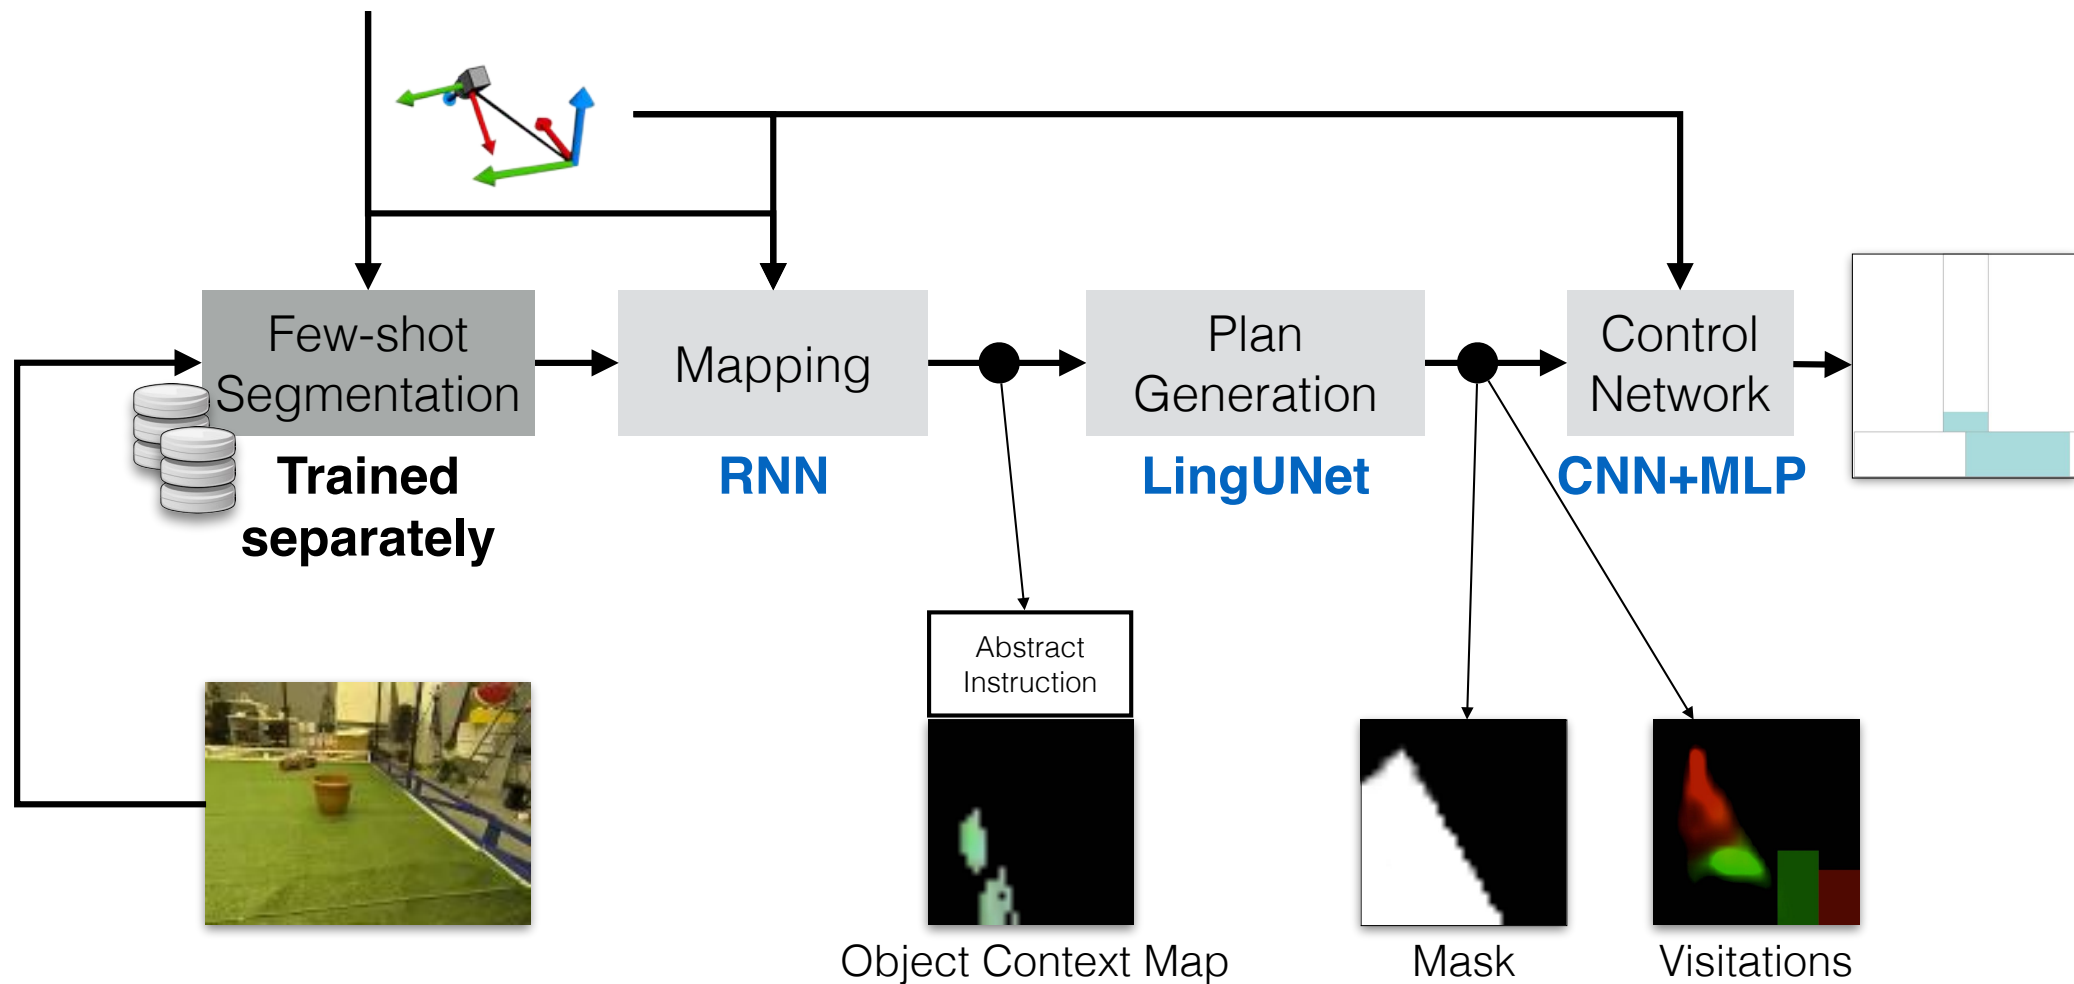 Few-shot
Segmentation
Mapping
Plan
Generation
Control
Network
Trained
separately
RNN
LingUNet
CNN+MLP
Abstract
Instruction
Object Context Map
Mask
Visitations